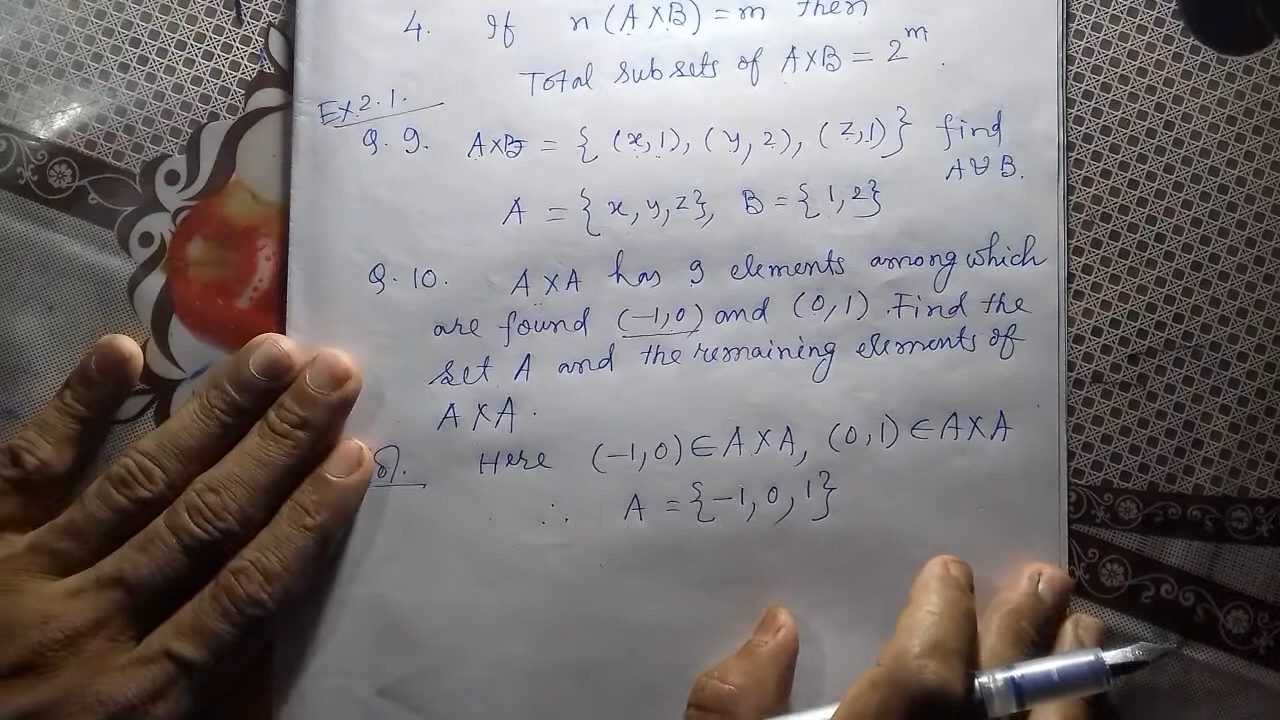 4. If n (A X B) = m then
Total subsets of A X B = 2^m.
Ex 2.1.
Q. 9. A X B = { (x, 1), (y, 2), (z, 1)} find
A & B.
A = {x, y, z}, B = {1, 2}
Q. 10. A X A has 9 elements among which
are found (-1, 0) and (0, 1). Find the
set A and the remaining elements of
A X A.
Here (-1, 0) ∈ A X A, (0, 1) ∈ A X A
∴ A = {-1, 0, 1}